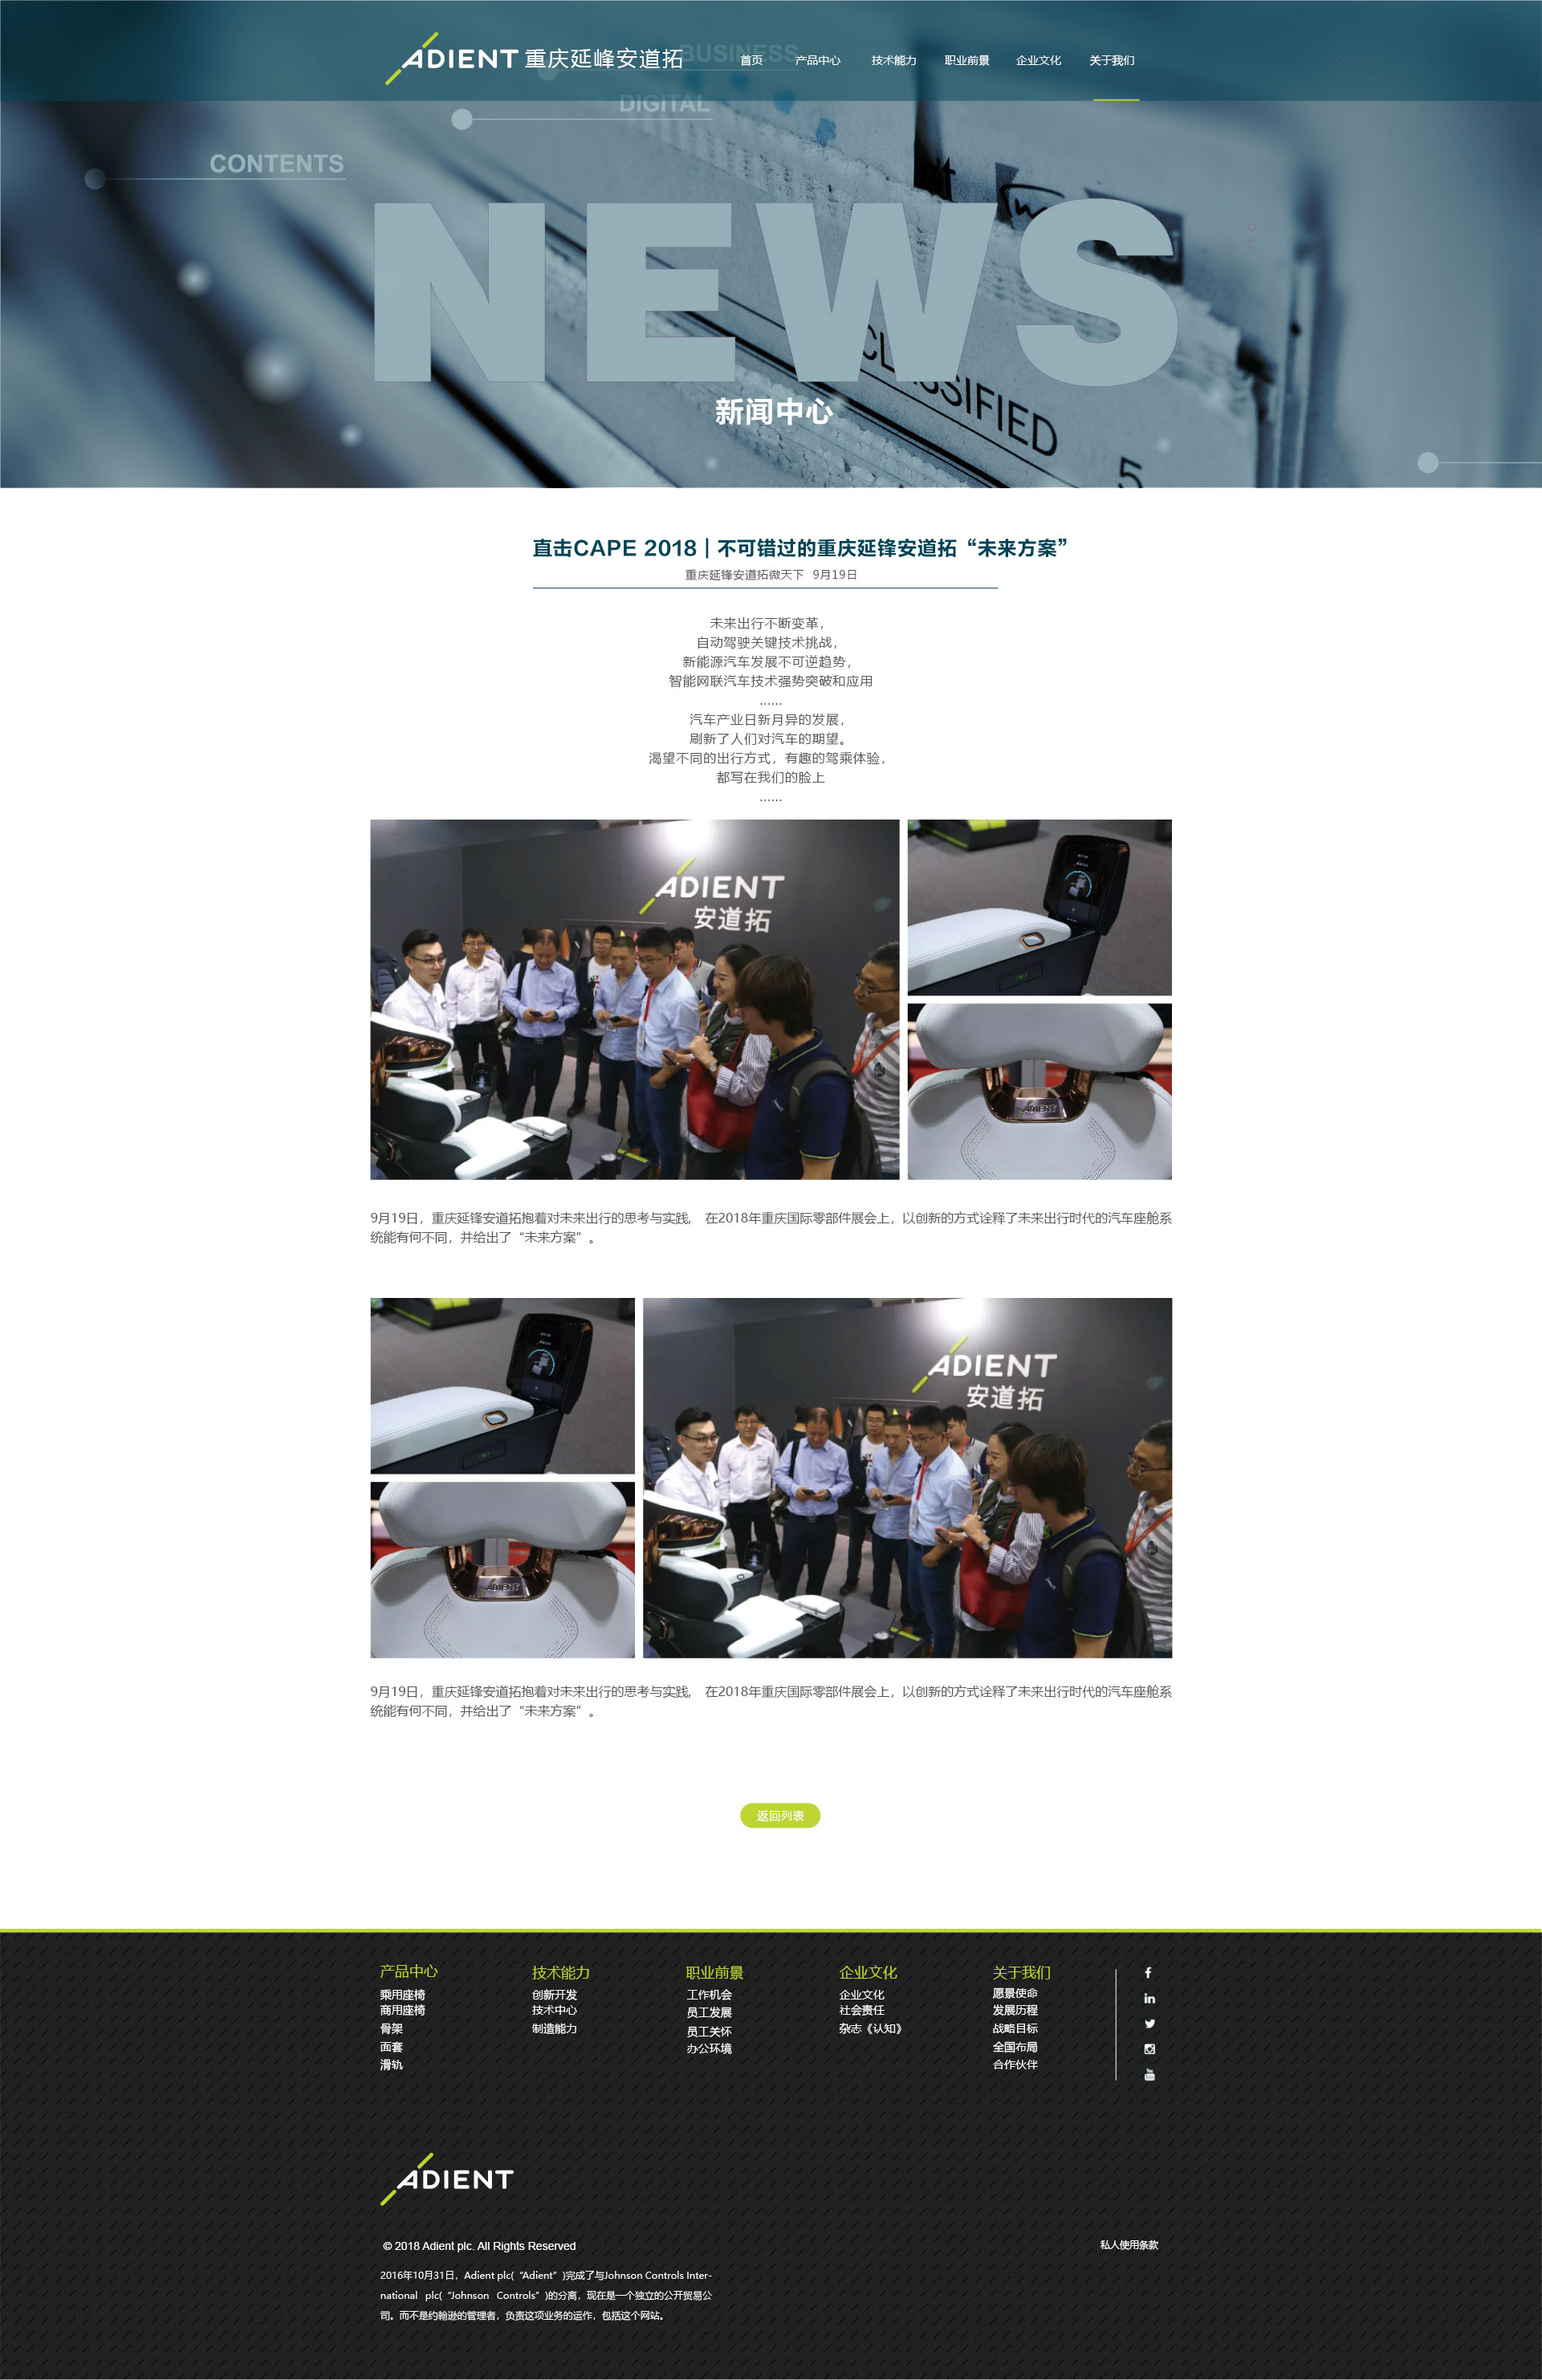 ADIENT 重庆延峰安道拓
BUSINESS
首页 产品中心 技术能力 职业前景 企业文化 关于我们
DIGITAL
CONTENTS
NEWS
CLASSIFIED
5
新闻中心
直击CAPE 2018 | 不可错过的重庆延锋安道拓“未来方案”
重庆延锋安道拓微天下 9月19日
未来出行不断变革，
自动驾驶关键技术挑战，
新能源汽车发展不可逆趋势，
智能网联汽车技术强势突破和应用
......
汽车产业日新月异的发展，
刷新了人们对汽车的期望。
渴望不同的出行方式，有趣的驾乘体验，
都写在我们的脸上
......
ADIENT
安道拓
ADIENT
9月19日，重庆延锋安道拓抱着对未来出行的思考与实践， 在2018年重庆国际零部件展会上，以创新的方式诠释了未来出行时代的汽车座舱系
统能有何不同，并给出了“未来方案”。
ADIENT
安道拓
ADIENT
9月19日，重庆延锋安道拓抱着对未来出行的思考与实践， 在2018年重庆国际零部件展会上，以创新的方式诠释了未来出行时代的汽车座舱系
统能有何不同，并给出了“未来方案”。
返回列表
产品中心
乘用座椅
商用座椅
骨架
面套
滑轨
技术能力
创新开发
技术中心
制造能力
职业前景
工作机会
员工发展
员工关怀
办公环境
企业文化
企业文化
社会责任
杂志《认知》
关于我们
愿景使命
发展历程
战略目标
全国布局
合作伙伴
ADIENT
© 2018 Adient plc. All Rights Reserved
私人使用条款
2016年10月31日，Adient plc(“Adient”)完成了与Johnson Controls Inter-
national plc(“Johnson Controls”)的分离，现在是一个独立的公开贸易公
司。而不是约翰逊的管理者，负责这项业务的运作，包括这个网站。